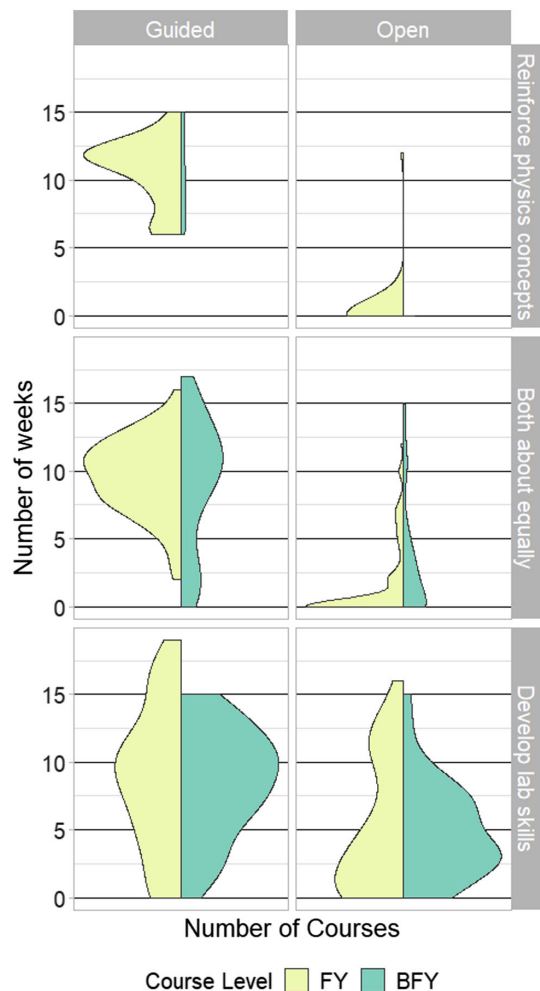 Guided
Open
Reinforce physics concepts
15
10
5
0
Number of weeks
Both about equally
15
10
5
0
Develop lab skills
15
10
5
0
Number of Courses
Course Level FY BFY